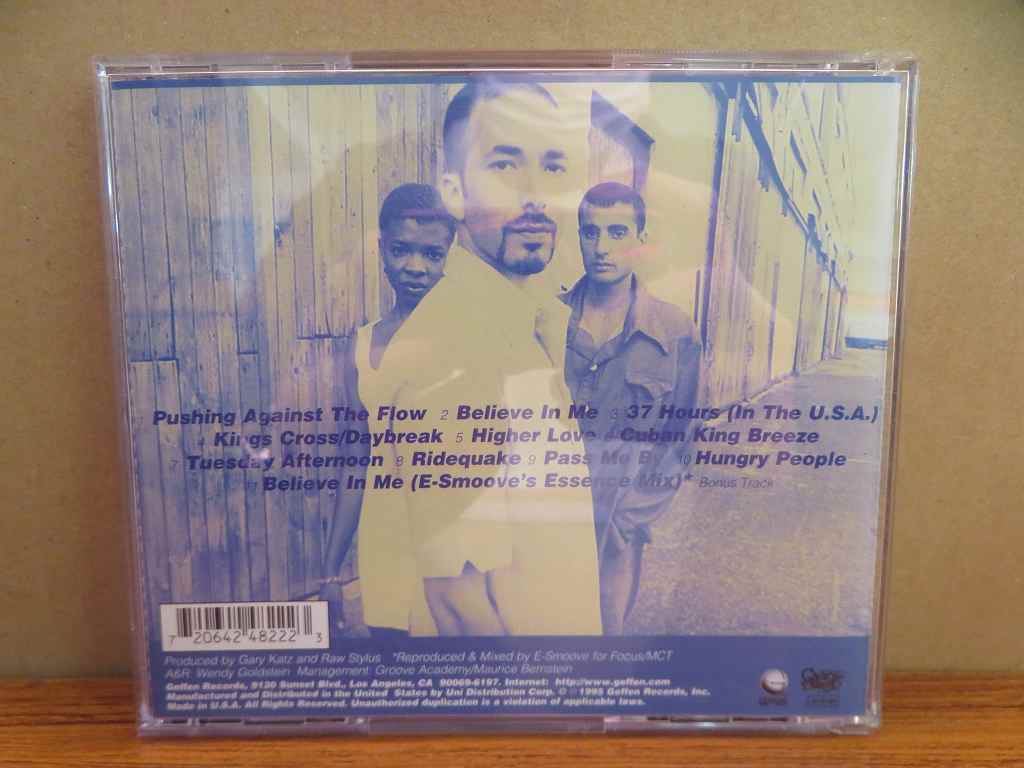 1 Pushing Against The Flow 2 Believe In Me 3 37 Hours (In The U.S.A.)
4 Kings Cross/Daybreak 5 Higher Love 6 Cuban King Breeze
7 Tuesday Afternoon 8 Ridequake 9 Pass Me By 10 Hungry People
11 Believe In Me (E-Smoove's Essence Mix)* Bonus Track
7 20642 48222 3
Produced by Gary Katz and Raw Stylus *Reproduced & Mixed by E-Smoove for Focus/MCT
A&R: Wendy Goldstein Management: Groove Academy/Maurice Bernstein
Geffen Records, 9130 Sunset Blvd., Los Angeles, CA 90069-6197. Internet: http://www.geffen.com
Manufactured and Distributed in the United States by Uni Distribution Corp. © ℗ 1995 Geffen Records, Inc.
Made in U.S.A. All Rights Reserved. Unauthorized duplication is a violation of applicable laws.